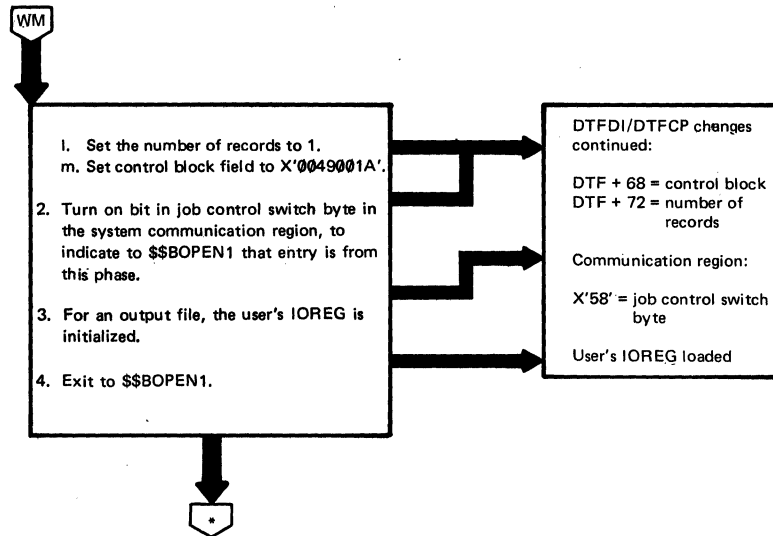 WM
l. Set the number of records to 1.
m. Set control block field to X'0049001A'.
2. Turn on bit in job control switch byte in
the system communication region, to
indicate to $$BOPEN1 that entry is from
this phase.
3. For an output file, the user's IOREG is
initialized.
4. Exit to $$BOPEN1.
*
DTFDI/DTFCP changes
continued:
DTF + 68 = control block
DTF + 72 = number of
records
Communication region:
X'58' = job control switch
byte
User's IOREG loaded